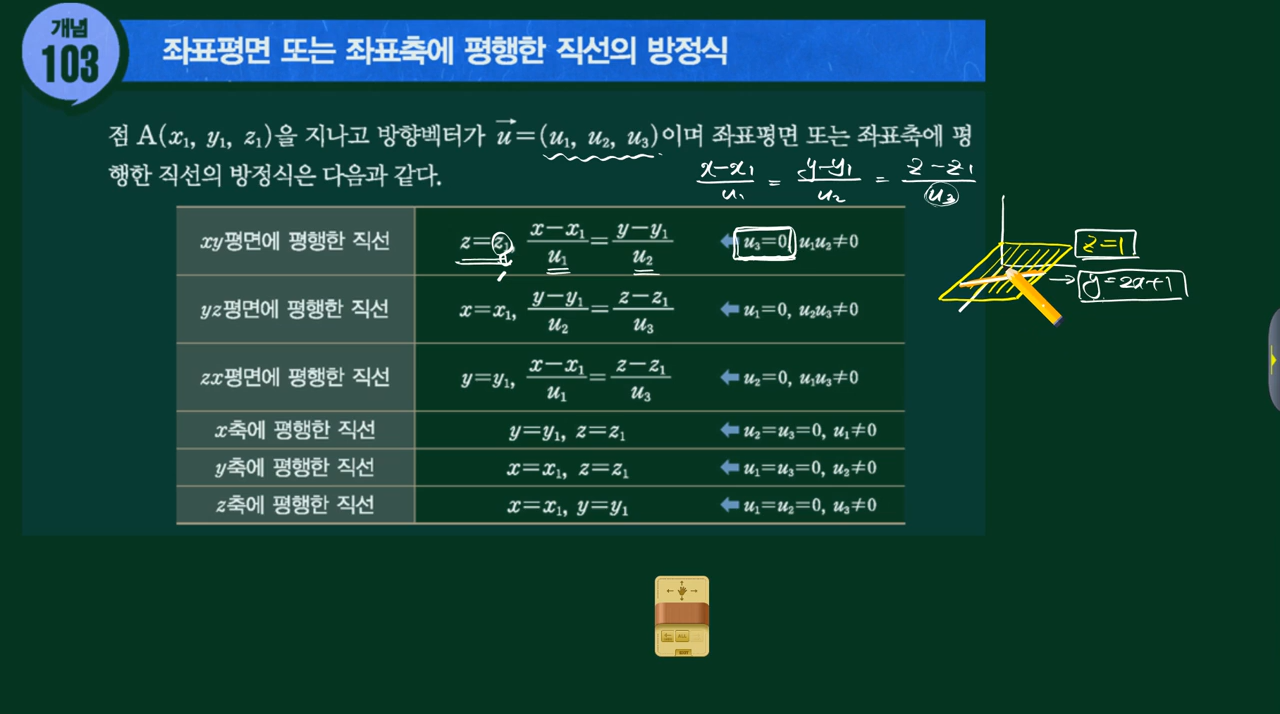 개념
103
좌표평면 또는 좌표축에 평행한 직선의 방정식
점 A(x₁, y₁, z₁)을 지나고 방향벡터가 u⃗=(u₁, u₂, u₃)이며 좌표평면 또는 좌표축에 평
행한 직선의 방정식은 다음과 같다.
(x-x₁)/u₁ = (y-y₁)/u₂ = (z-z₁)/u₃
xy평면에 평행한 직선 z=z₁, (x-x₁)/u₁=(y-y₁)/u₂ ⬅ u₃=0, u₁u₂≠0
z=1
→ y=2x+1
yz평면에 평행한 직선 x=x₁, (y-y₁)/u₂=(z-z₁)/u₃ ⬅ u₁=0, u₂u₃≠0
zx평면에 평행한 직선 y=y₁, (x-x₁)/u₁=(z-z₁)/u₃ ⬅ u₂=0, u₁u₃≠0
x축에 평행한 직선 y=y₁, z=z₁ ⬅ u₂=u₃=0, u₁≠0
y축에 평행한 직선 x=x₁, z=z₁ ⬅ u₁=u₃=0, u₂≠0
z축에 평행한 직선 x=x₁, y=y₁ ⬅ u₁=u₂=0, u₃≠0